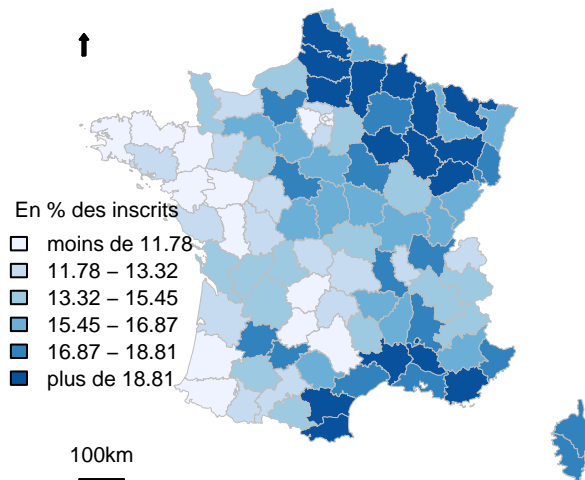 En % des inscrits
moins de 11.78
11.78 – 13.32
13.32 – 15.45
15.45 – 16.87
16.87 – 18.81
plus de 18.81
100km